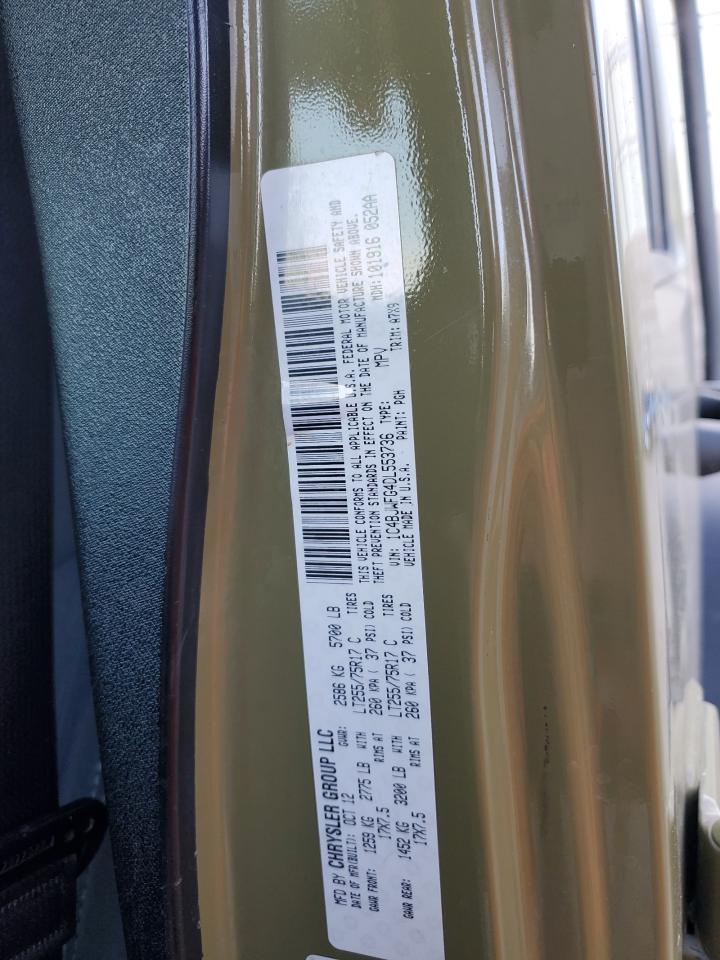 MFD BY CHRYSLER GROUP LLC
DATE OF MFR(BUILT): OCT 12 GVWR: 2586 KG 5700 LB
GAWR FRONT: 1259 KG 2775 LB WITH LT255/75R17 C TIRES
17X7.5 RIMS AT 260 KPA ( 37 PSI) COLD
GAWR REAR: 1452 KG 3200 LB WITH LT255/75R17 C TIRES
17X7.5 RIMS AT 260 KPA ( 37 PSI) COLD
THIS VEHICLE CONFORMS TO ALL APPLICABLE U.S.A. FEDERAL MOTOR VEHICLE SAFETY AND
THEFT PREVENTION STANDARDS IN EFFECT ON THE DATE OF MANUFACTURE SHOWN ABOVE.
VIN: 1C4BJWFG4DL553736 TYPE: MPV MDH: 101916 052AA
VEHICLE MADE IN U.S.A. PAINT: PGH TRIM: A7X9